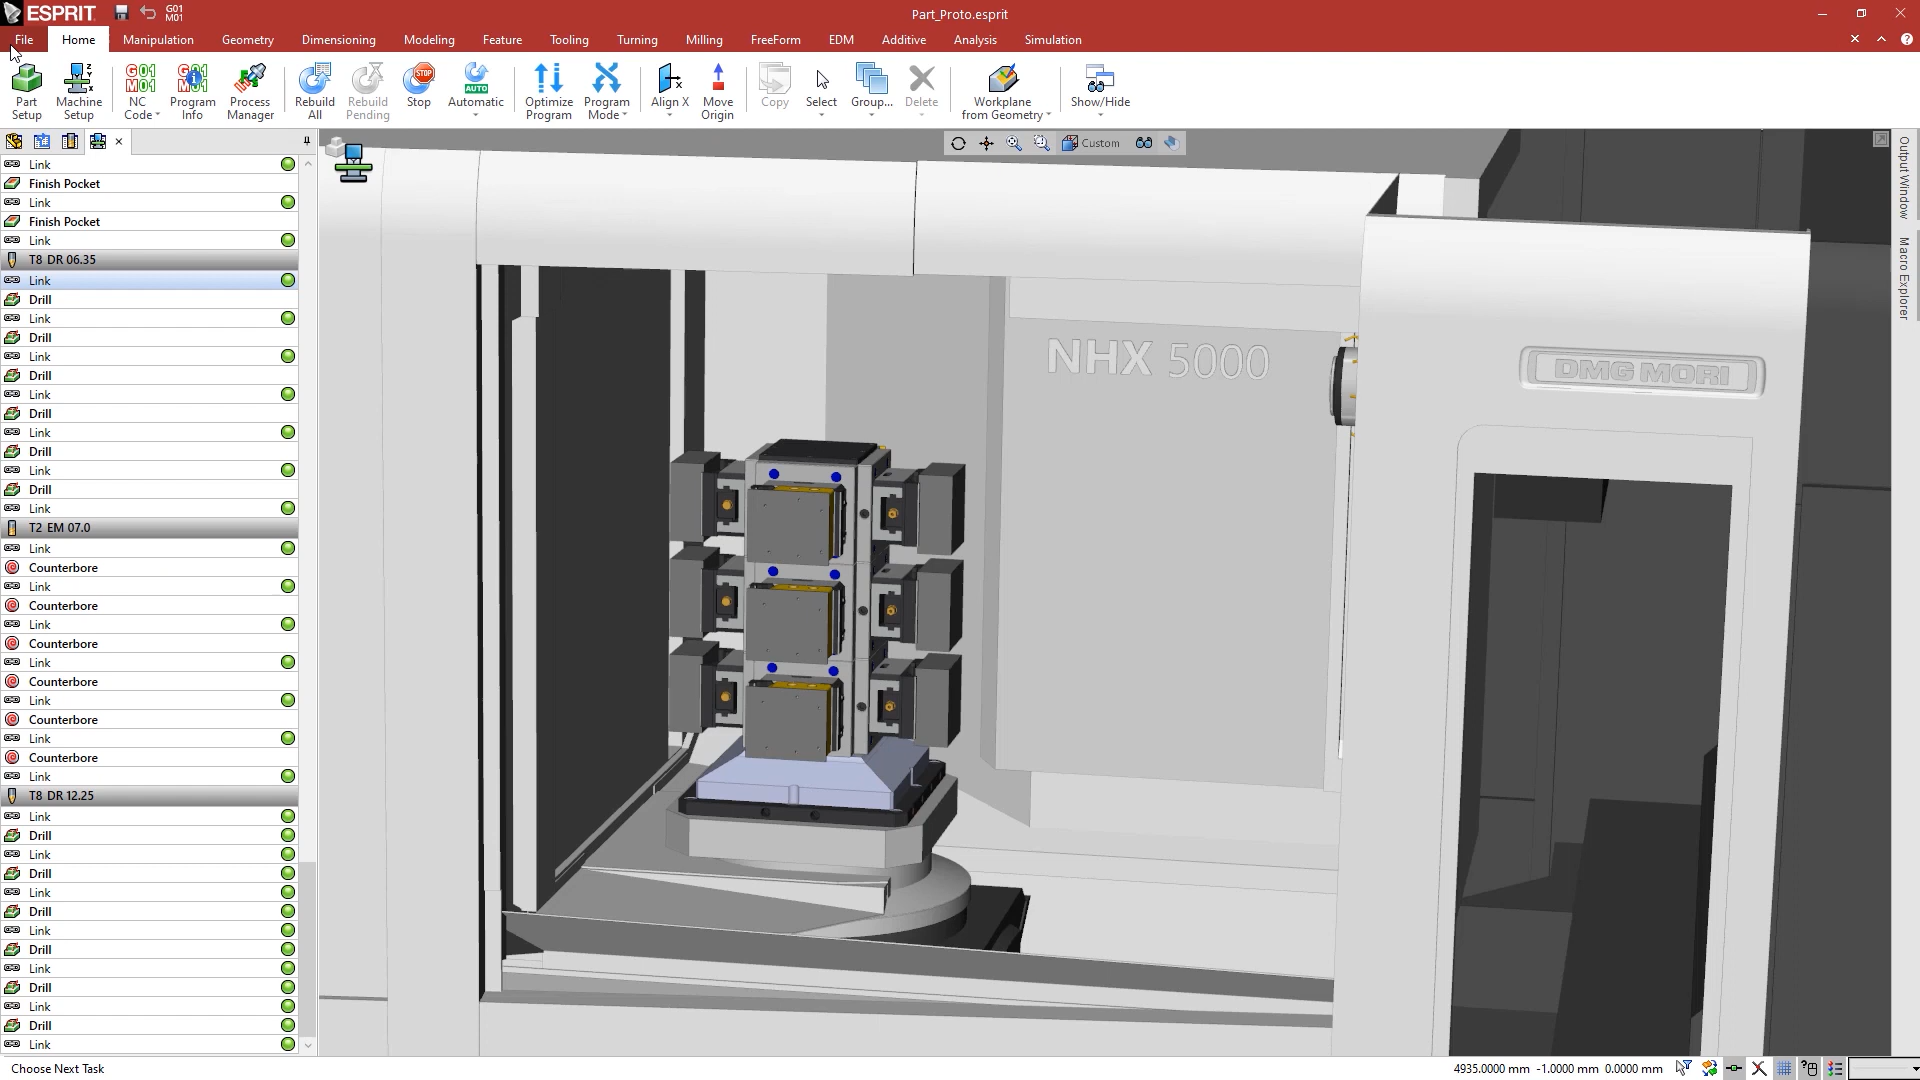 ESPRIT G01 M01 Part_Proto.esprit
File Home Manipulation Geometry Dimensioning Modeling Feature Tooling Turning Milling FreeForm EDM Additive Analysis Simulation
Part Setup
Machine Setup
G01 M01 NC Code
G01 M01 Program Info
Process Manager
Rebuild All
Rebuild Pending
STOP Stop
AUTO Automatic
Optimize Program
Program Mode
Align X
Move Origin
Copy
Select
Group...
Delete
Workplane from Geometry
Show/Hide
Custom
Output Window
Macro Explorer
Link
Finish Pocket
Link
Finish Pocket
Link
T8 DR 06.35
Link
Drill
Link
Drill
Link
Drill
Link
Drill
Link
Drill
Link
Drill
Link
T2 EM 07.0
Link
Counterbore
Link
Counterbore
Link
Counterbore
Link
Counterbore
Link
Counterbore
Link
Counterbore
Link
T8 DR 12.25
Link
Drill
Link
Drill
Link
Drill
Link
Drill
Link
Drill
Link
Drill
Link
NHX 5000
DMG MORI
Choose Next Task
4935.0000 mm -1.0000 mm 0.0000 mm